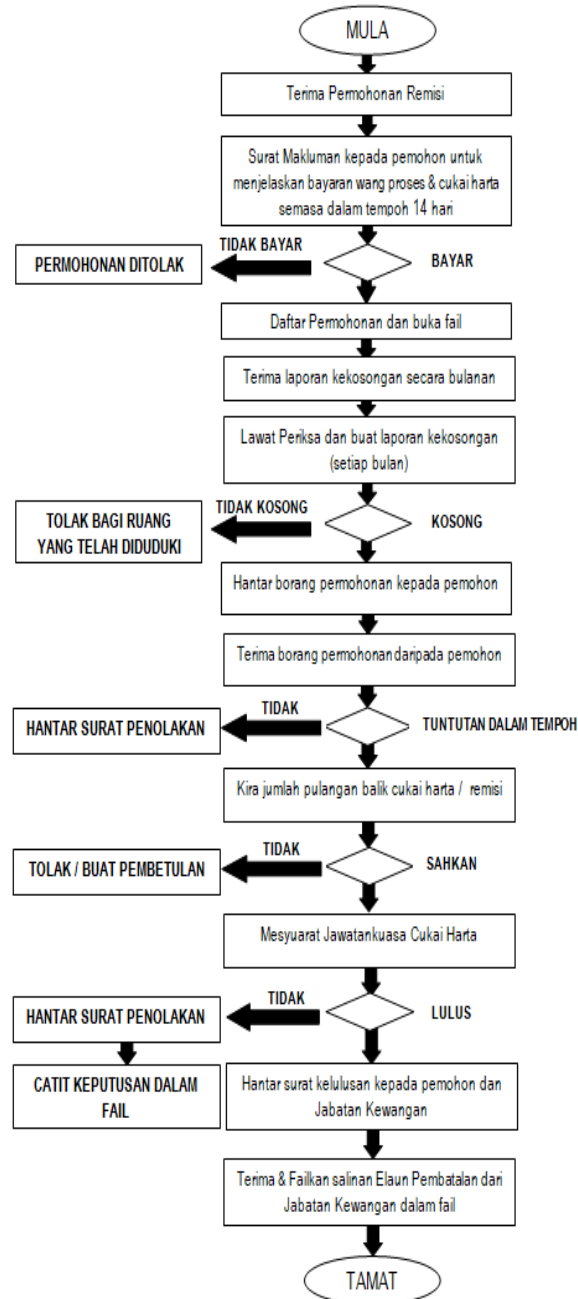 MULA
Terima Permohonan Remisi
Surat Makluman kepada pemohon untuk
menjelaskan bayaran wang proses & cukai harta
semasa dalam tempoh 14 hari
TIDAK BAYAR
BAYAR
PERMOHONAN DITOLAK
Daftar Permohonan dan buka fail
Terima laporan kekosongan secara bulanan
Lawat Periksa dan buat laporan kekosongan
(setiap bulan)
TIDAK KOSONG
KOSONG
TOLAK BAGI RUANG
YANG TELAH DIDUDUKI
Hantar borang permohonan kepada pemohon
Terima borang permohonan daripada pemohon
TIDAK
TUNTUTAN DALAM TEMPOH
HANTAR SURAT PENOLAKAN
Kira jumlah pulangan balik cukai harta / remisi
TIDAK
SAHKAN
TOLAK / BUAT PEMBETULAN
Mesyuarat Jawatankuasa Cukai Harta
TIDAK
LULUS
HANTAR SURAT PENOLAKAN
CATIT KEPUTUSAN DALAM
FAIL
Hantar surat kelulusan kepada pemohon dan
Jabatan Kewangan
Terima & Failkan salinan Elaun Pembatalan dari
Jabatan Kewangan dalam fail
TAMAT